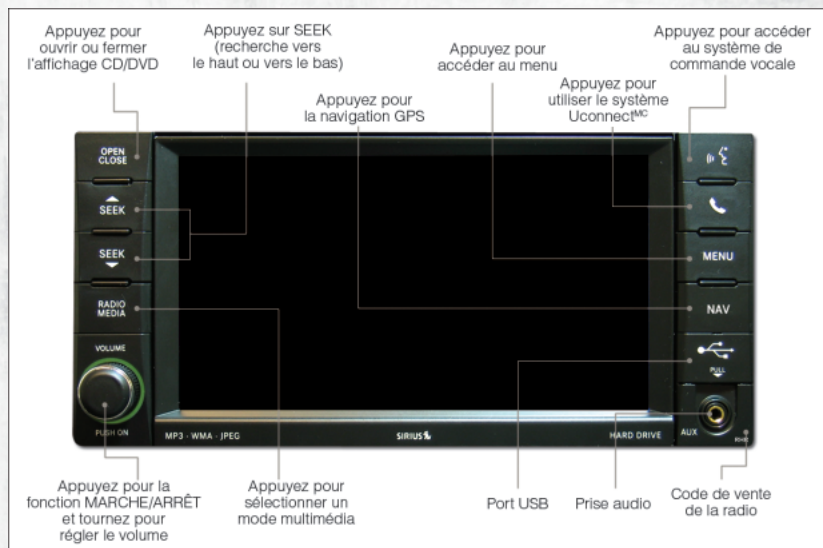 Appuyez pour
ouvrir ou fermer
l'affichage CD/DVD
Appuyez sur SEEK
(recherche vers
le haut ou vers le bas)
Appuyez pour
la navigation GPS
Appuyez pour
accéder au menu
Appuyez pour
utiliser le système
Uconnectᴹᶜ
Appuyez pour accéder
au système de
commande vocale
OPEN
CLOSE
SEEK
SEEK
RADIO
MEDIA
VOLUME
PUSH ON
MP3 · WMA · JPEG
SIRIUS
HARD DRIVE
MENU
NAV
PULL
AUX
Appuyez pour la
fonction MARCHE/ARRÊT
et tournez pour
régler le volume
Appuyez pour
sélectionner un
mode multimédia
Port USB
Prise audio
Code de vente
de la radio